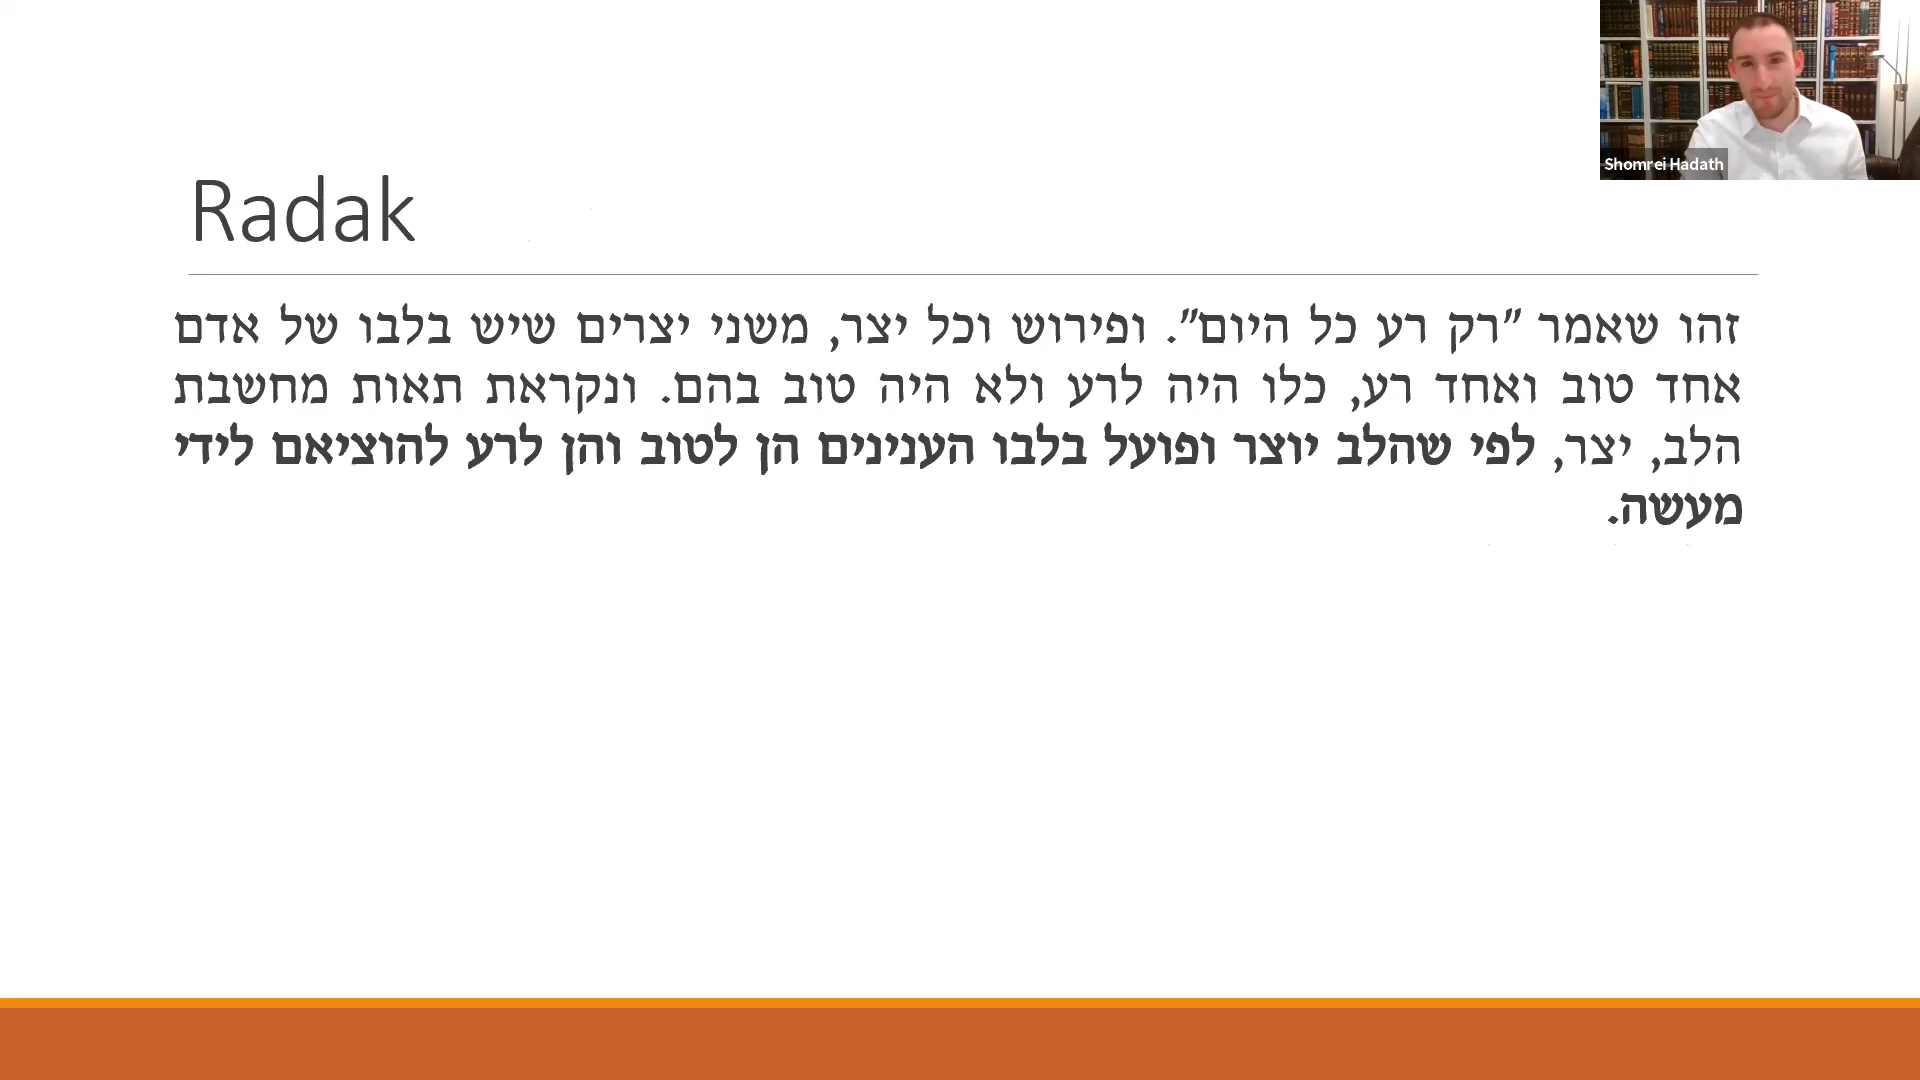 Shomrei Hadath
Radak
זהו שאמר "רק רע כל היום". ופירוש וכל יצר, משני יצרים שיש בלבו של אדם
אחד טוב ואחד רע, כלו היה לרע ולא היה טוב בהם. ונקראת תאות מחשבת
הלב, יצר, לפי שהלב יוצר ופועל בלבו הענינים הן לטוב והן לרע להוציאם לידי
מעשה.